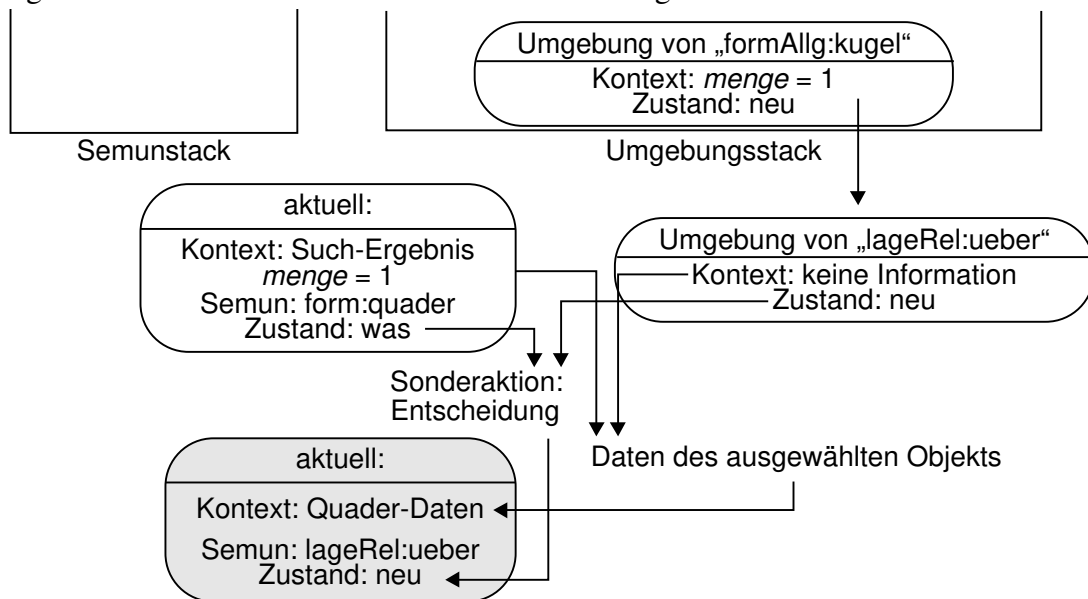 Umgebung von „formAllg:kugel“
Kontext: menge = 1
Zustand: neu
Semunstack
Umgebungsstack
aktuell:
Kontext: Such-Ergebnis
menge = 1
Semun: form:quader
Zustand: was
Umgebung von „lageRel:ueber“
Kontext: keine Information
Zustand: neu
Sonderaktion:
Entscheidung
Daten des ausgewählten Objekts
aktuell:
Kontext: Quader-Daten
Semun: lageRel:ueber
Zustand: neu